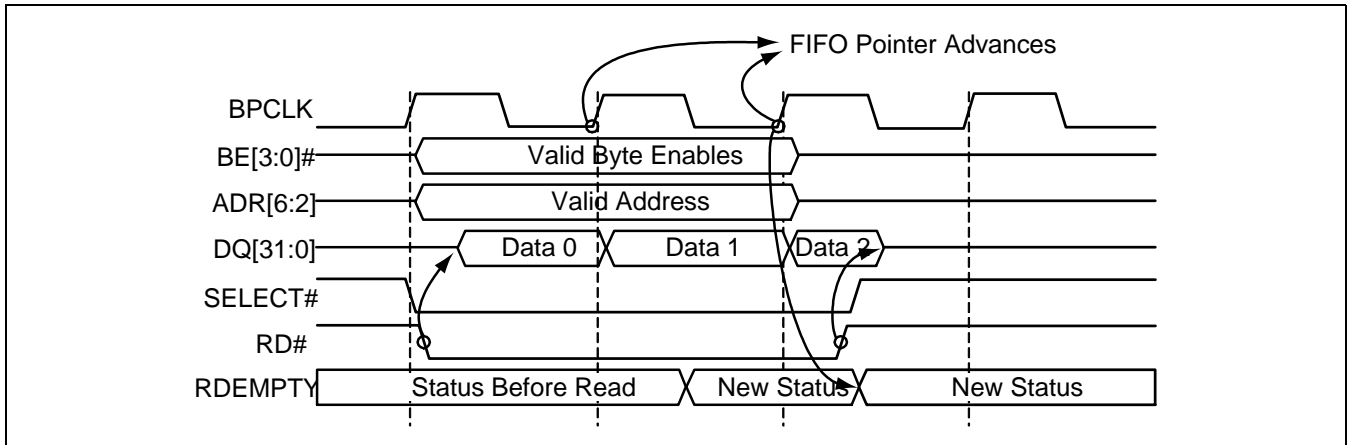 FIFO Pointer Advances
BPCLK
BE[3:0]# Valid Byte Enables
ADR[6:2] Valid Address
DQ[31:0] Data 0 Data 1 Data 2
SELECT#
RD#
RDEMPTY Status Before Read New Status New Status